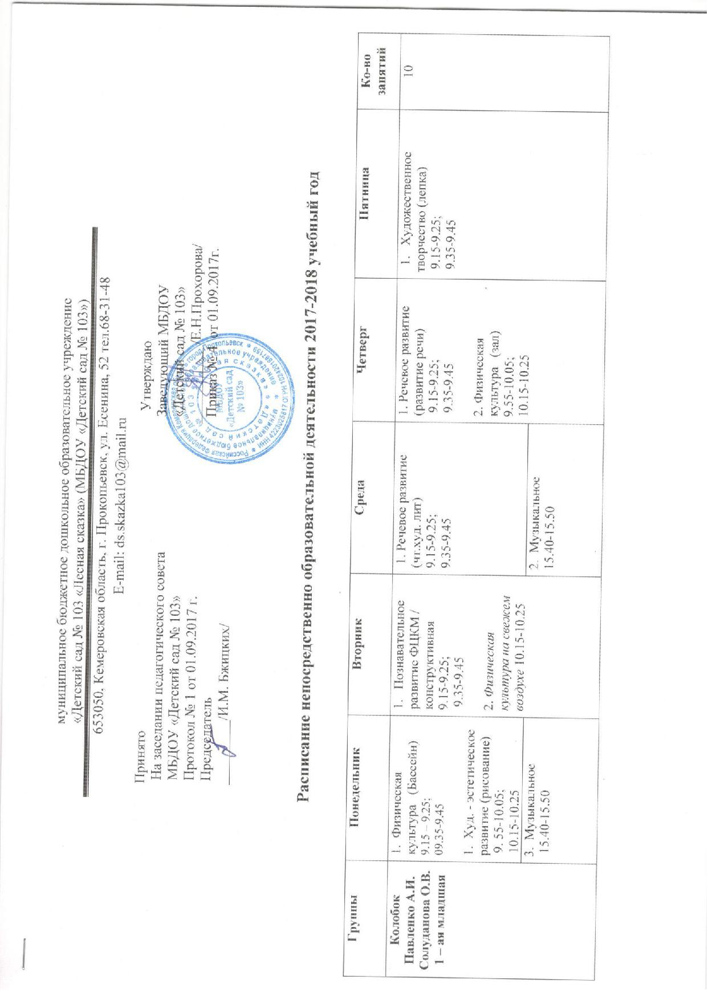 муниципальное бюджетное дошкольное образовательное учреждение
«Детский сад № 103 «Лесная сказка» (МБДОУ «Детский сад № 103»)
653050, Кемеровская область, г. Прокопьевск, ул. Есенина, 52 тел.68-31-48
E-mail: ds.skazka103@mail.ru
Принято
На заседании педагогического совета
МБДОУ «Детский сад № 103»
Протокол № 1 от 01.09.2017 г.
Председатель
/И.М. Бжицких/
Утверждаю
Заведующий МБДОУ
«Детский сад № 103»
/Е.Н.Прохорова/
Приказ № 4 от 01.09.2017г.
МБДОУ
«Детский сад
№ 103»
Расписание непосредственно образовательной деятельности 2017-2018 учебный год
Группы
Понедельник
Вторник
Среда
Четверг
Пятница
Ко-во
занятий
Колобок
Павленко А.И.
Солуданова О.В.
1 – ая младшая
1. Физическая
культура (Бассейн)
9.15 – 9.25;
09.35-9.45
1. Худ. - эстетическое
развитие (рисование)
9. 55-10.05;
10.15-10.25
3. Музыкальное
15.40-15.50
1. Познавательное
развитие ФЦКМ /
конструктивная
9.15-9.25;
9.35-9.45
2. Физическая
культура на свежем
воздухе 10.15-10.25
1. Речевое развитие
(чт.худ. лит)
9.15-9.25;
9.35-9.45
2. Музыкальное
15.40-15.50
1. Речевое развитие
(развитие речи)
9.15-9.25;
9.35-9.45
2. Физическая
культура (зал)
9.55-10.05;
10.15-10.25
1. Художественное
творчество (лепка)
9.15-9.25;
9.35-9.45
10